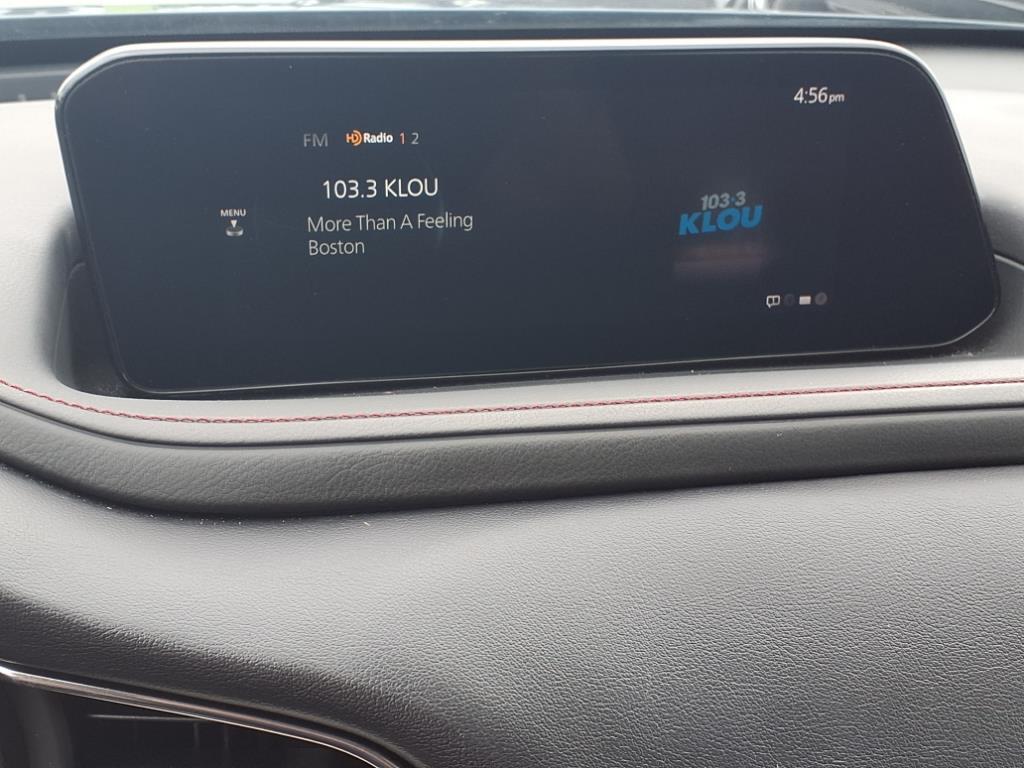 4:56pm
FM HD Radio 1 2
103.3 KLOU
MENU
More Than A Feeling
Boston
103.3
KLOU